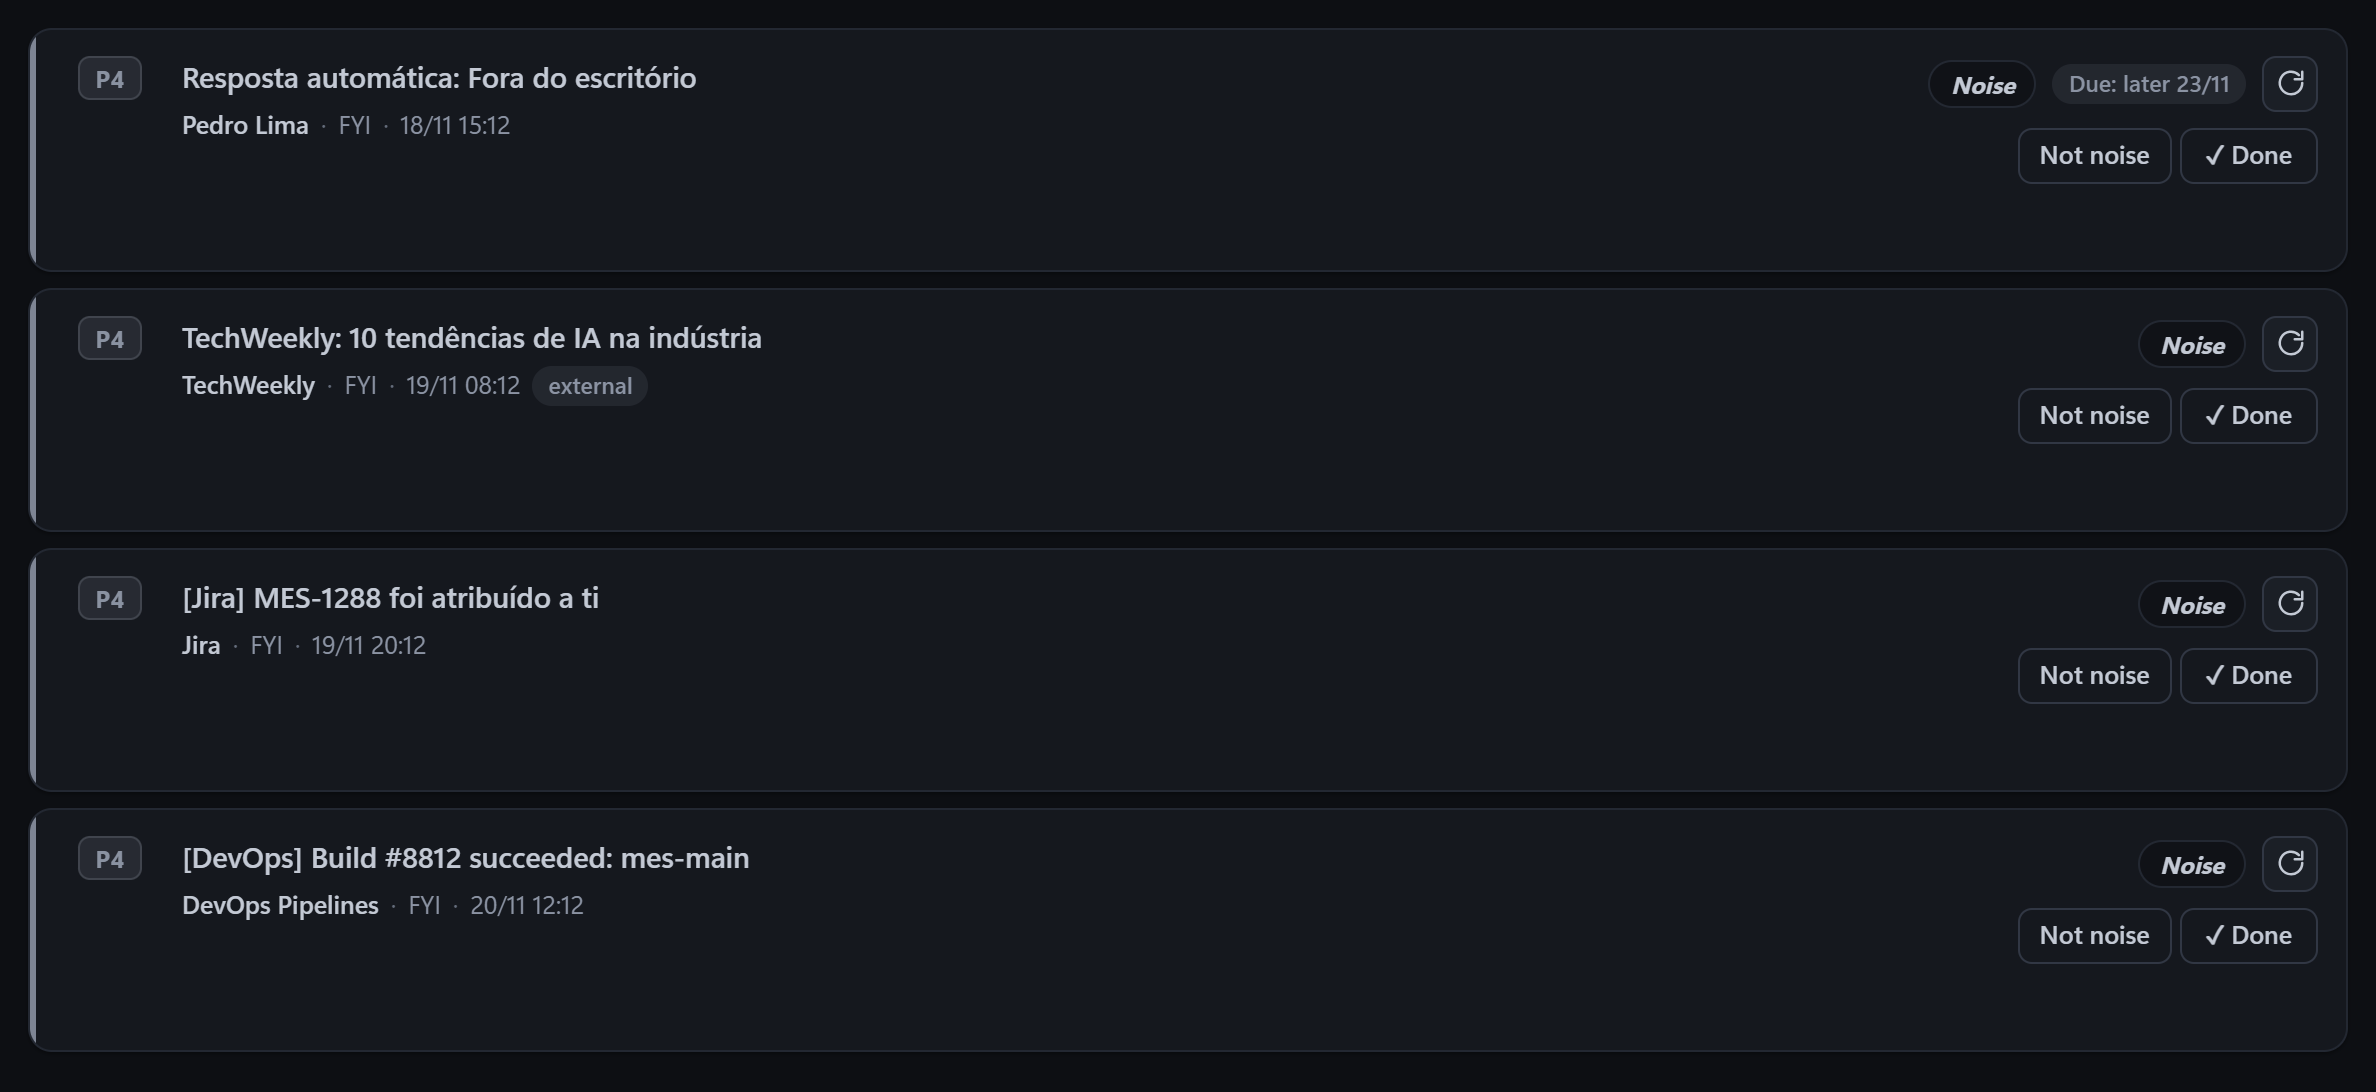 P4 Resposta automática: Fora do escritório Noise Due: later 23/11
Pedro Lima · FYI · 18/11 15:12
Not noise ✓ Done
P4 TechWeekly: 10 tendências de IA na indústria Noise
TechWeekly · FYI · 19/11 08:12 external
Not noise ✓ Done
P4 [Jira] MES-1288 foi atribuído a ti Noise
Jira · FYI · 19/11 20:12
Not noise ✓ Done
P4 [DevOps] Build #8812 succeeded: mes-main Noise
DevOps Pipelines · FYI · 20/11 12:12
Not noise ✓ Done